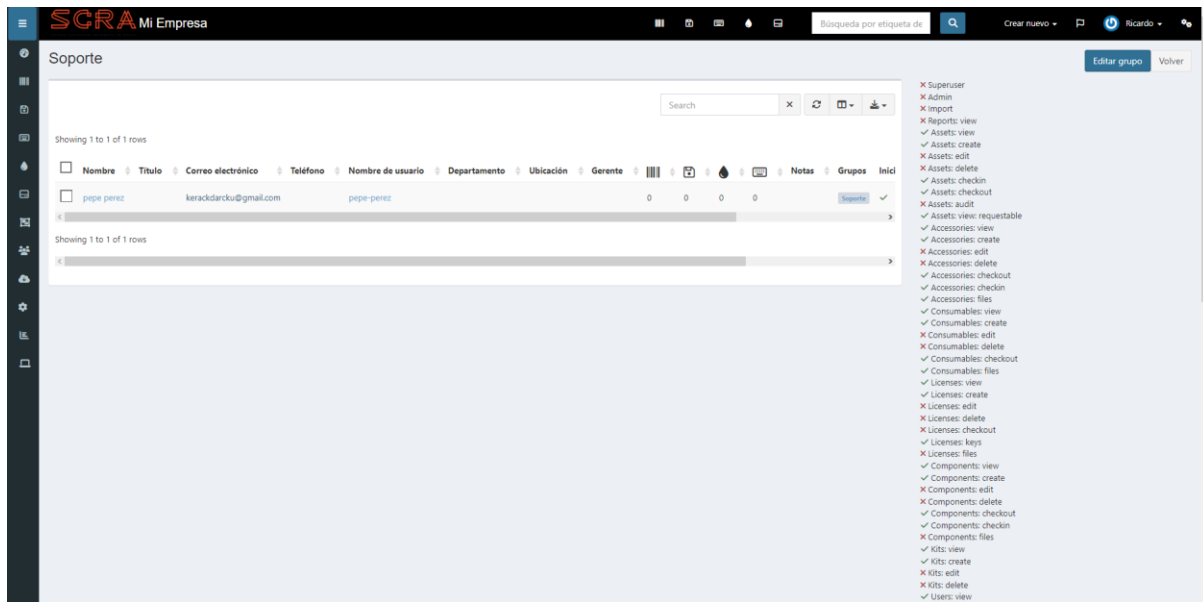 SCRA Mi Empresa
Búsqueda por etiqueta de
Crear nuevo
Ricardo
Soporte
Editar grupo
Volver
Search
Showing 1 to 1 of 1 rows
Nombre Título Correo electrónico Teléfono Nombre de usuario Departamento Ubicación Gerente Notas Grupos Inici
pepe perez kerackdarcku@gmail.com pepe-perez 0 0 0 0 Soporte
Showing 1 to 1 of 1 rows
Superuser
Admin
Import
Reports: view
Assets: view
Assets: create
Assets: edit
Assets: delete
Assets: checkin
Assets: checkout
Assets: audit
Assets: view: requestable
Accessories: view
Accessories: create
Accessories: edit
Accessories: delete
Accessories: checkout
Accessories: checkin
Accessories: files
Consumables: view
Consumables: create
Consumables: edit
Consumables: delete
Consumables: checkout
Consumables: files
Licenses: view
Licenses: create
Licenses: edit
Licenses: delete
Licenses: checkout
Licenses: keys
Licenses: files
Components: view
Components: create
Components: edit
Components: delete
Components: checkout
Components: checkin
Components: files
Kits: view
Kits: create
Kits: edit
Kits: delete
Users: view